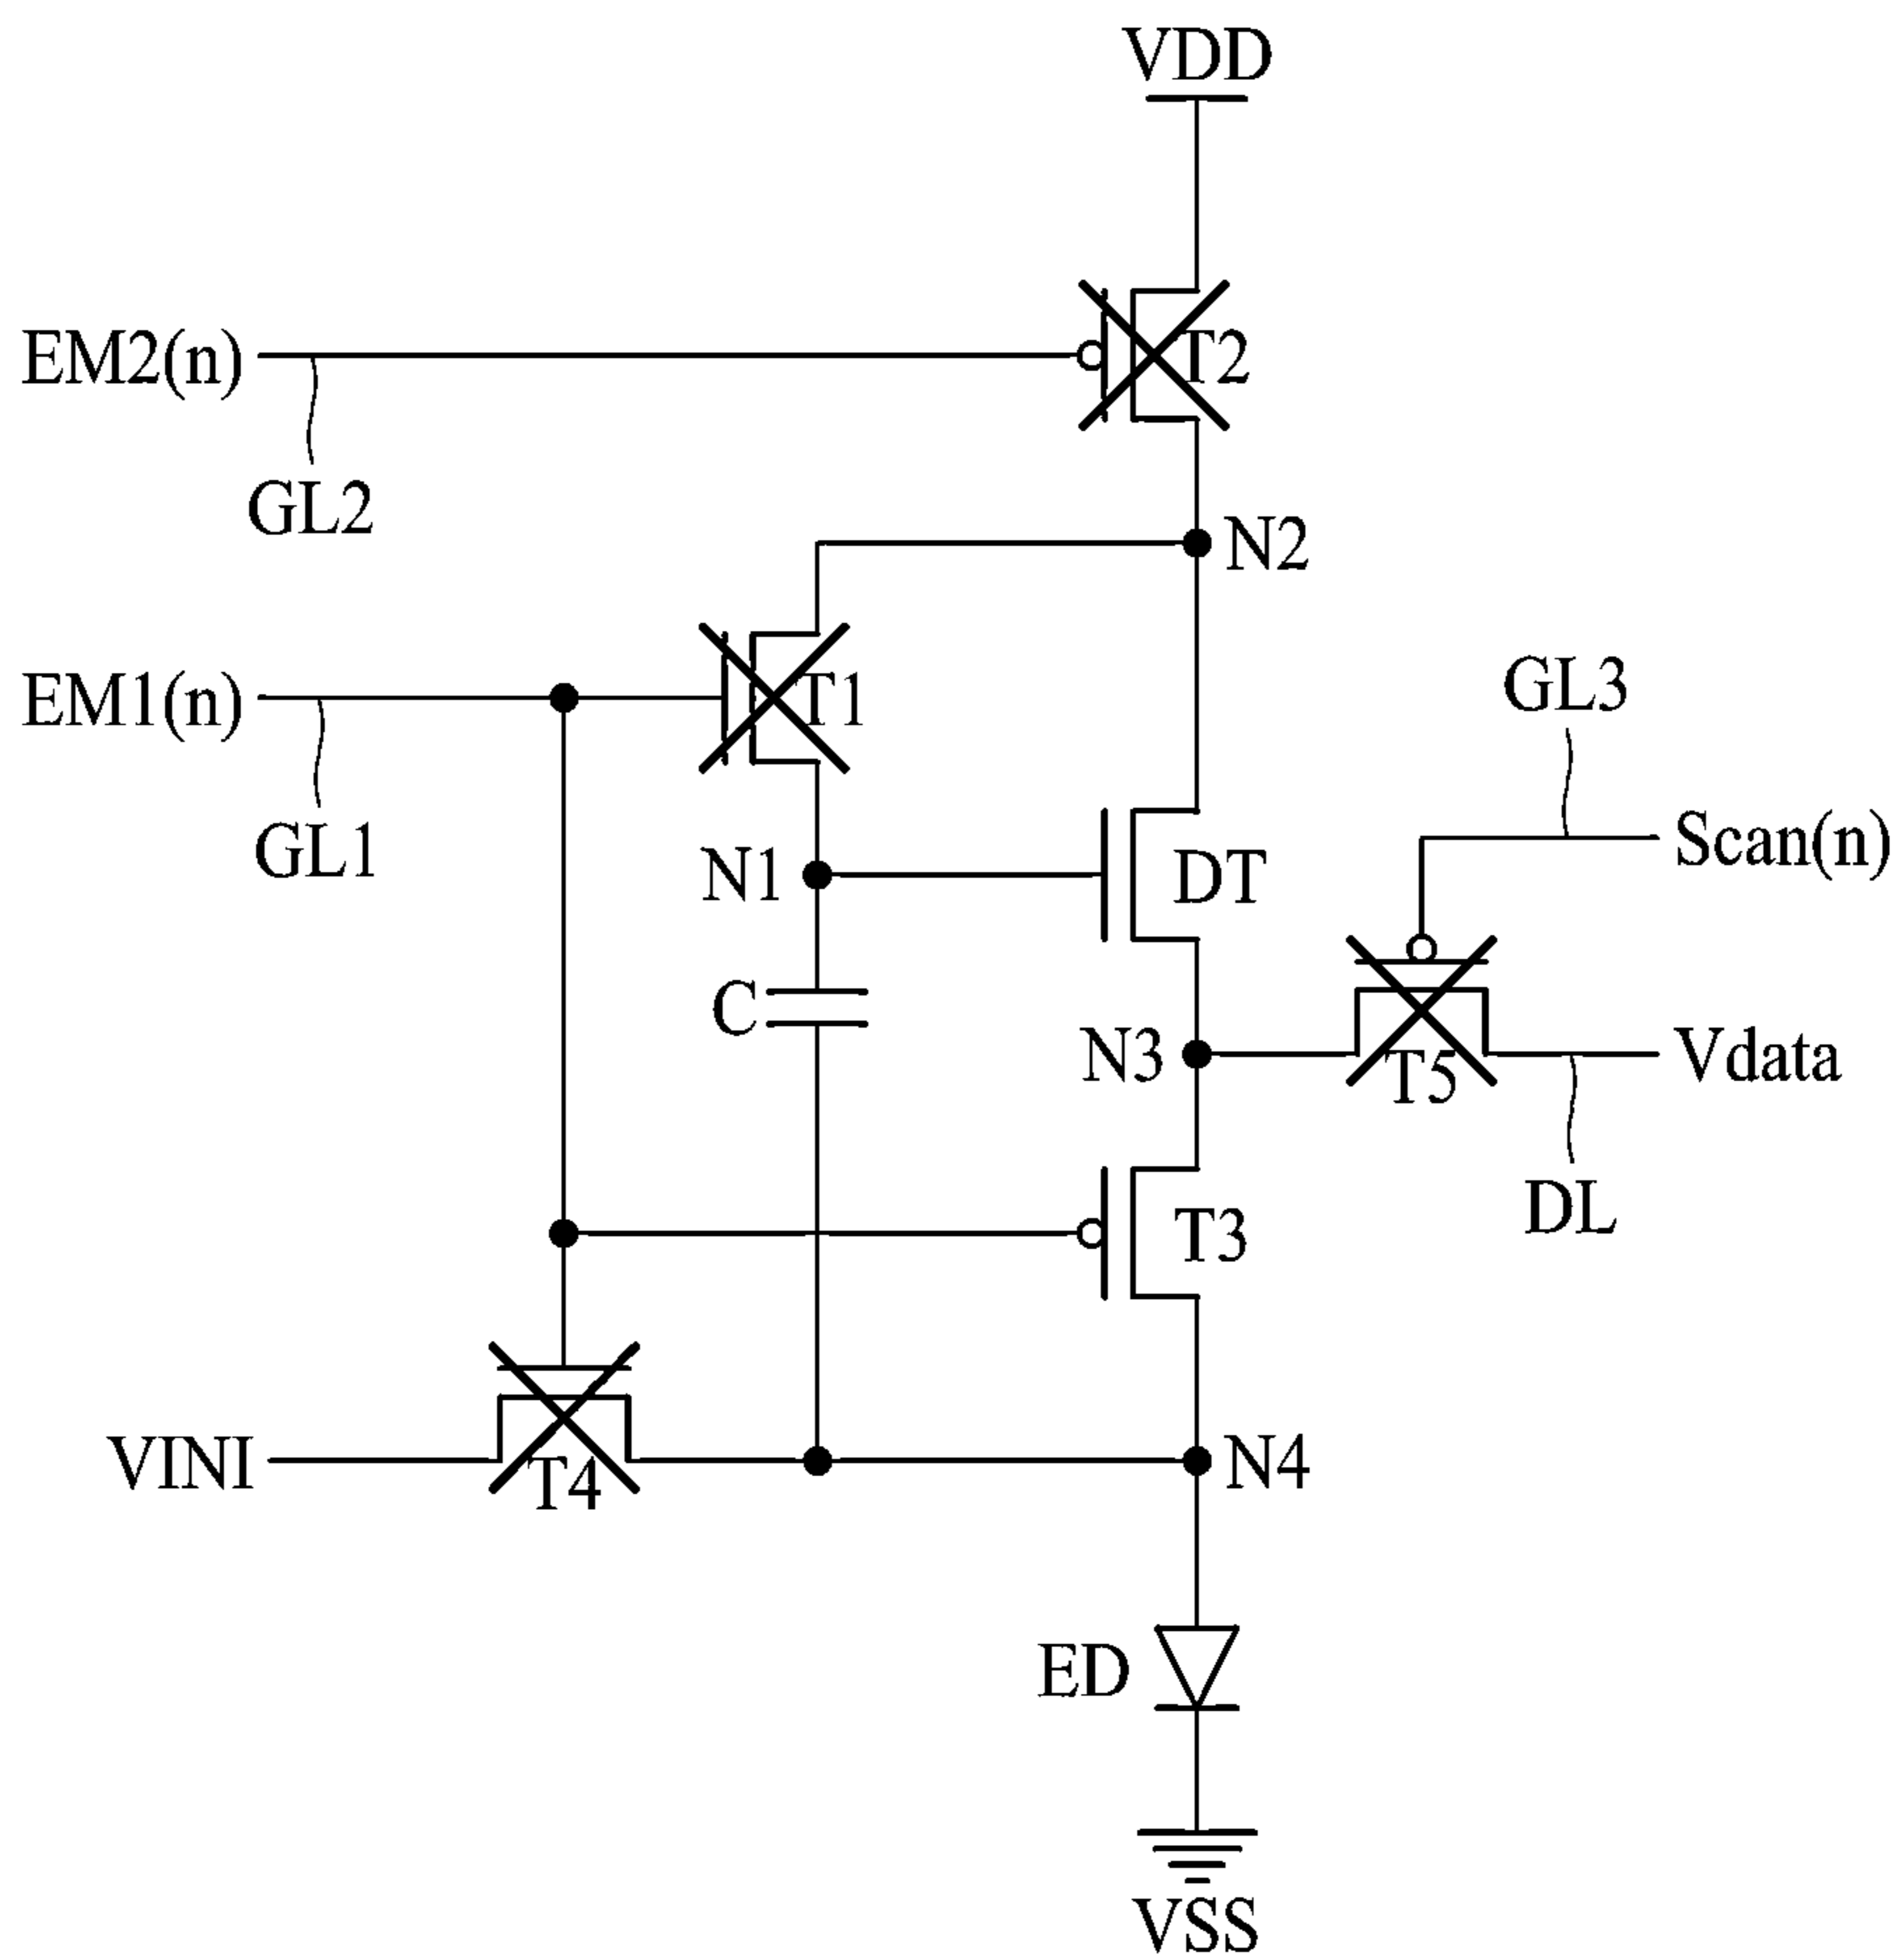 VDD
EM2(n)
T2
GL2
N2
EM1(n)
T1
GL3
GL1
N1
DT
Scan(n)
C
N3
T5
Vdata
DL
T3
VINI
T4
N4
ED
VSS